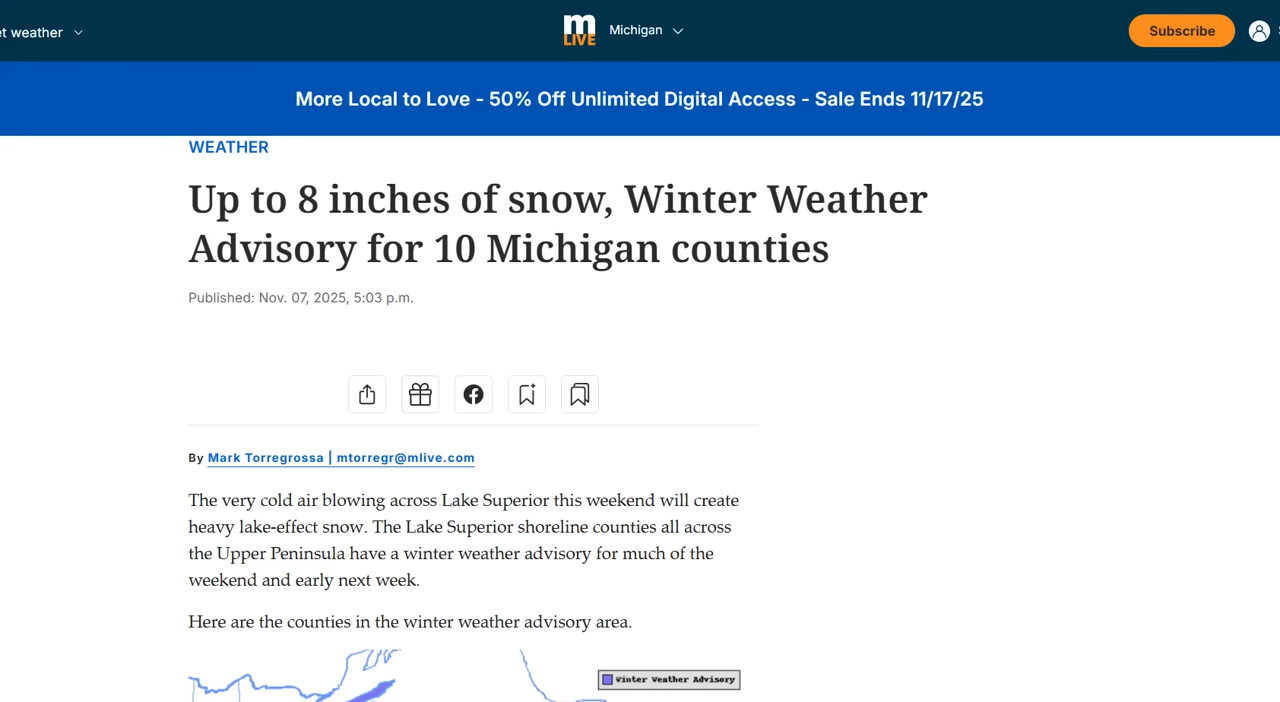 et weather
m
LIVE
Michigan
Subscribe
More Local to Love - 50% Off Unlimited Digital Access - Sale Ends 11/17/25
WEATHER
Up to 8 inches of snow, Winter Weather
Advisory for 10 Michigan counties
Published: Nov. 07, 2025, 5:03 p.m.
By Mark Torregrossa | mtorregr@mlive.com
The very cold air blowing across Lake Superior this weekend will create
heavy lake-effect snow. The Lake Superior shoreline counties all across
the Upper Peninsula have a winter weather advisory for much of the
weekend and early next week.
Here are the counties in the winter weather advisory area.
Winter Weather Advisory